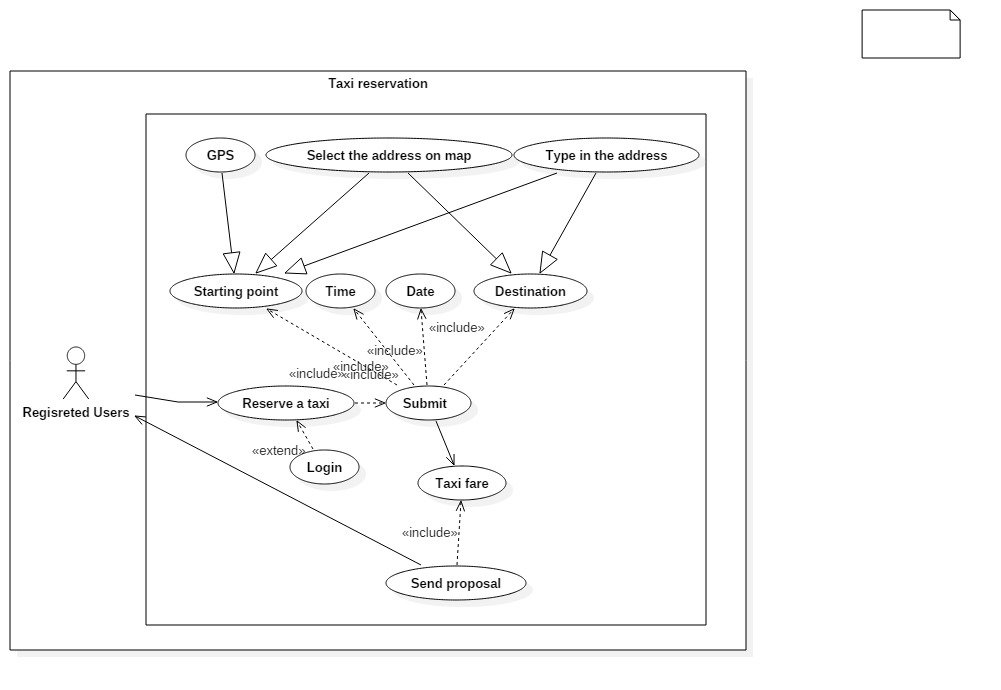 Taxi reservation
GPS
Select the address on map
Type in the address
Starting point
Time
Date
Destination
«include»
«include»
«include»
«include»
«include»
Regisreted Users
Reserve a taxi
Submit
«extend»
Login
Taxi fare
«include»
Send proposal